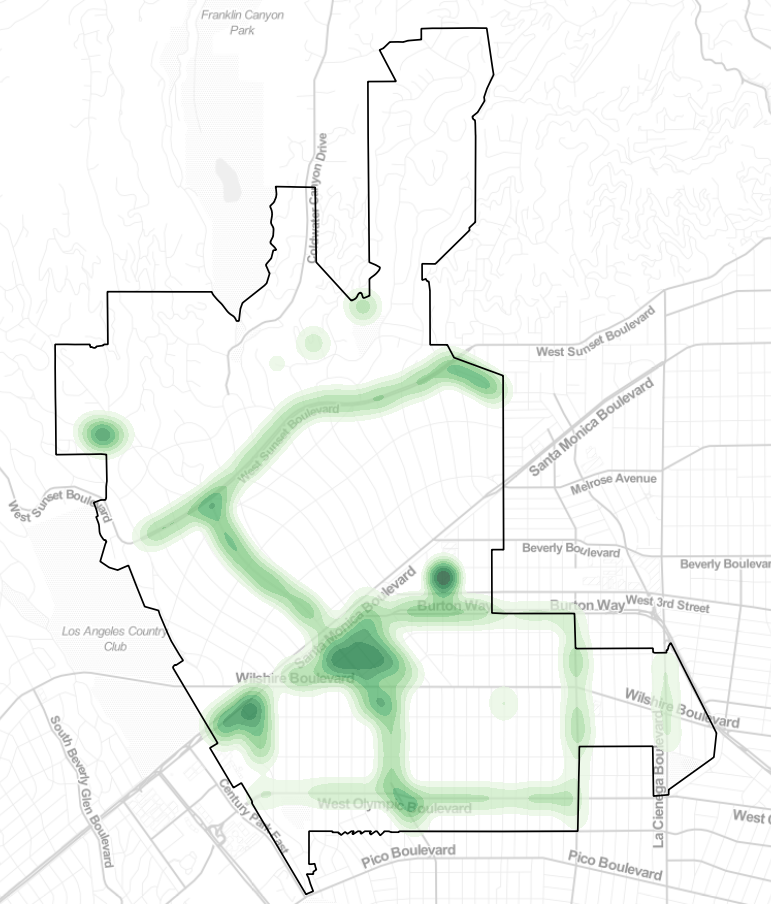 Franklin Canyon
Park
Coldwater Canyon Drive
West Sunset Boulevard
Santa Monica Boulevard
West Sunset Boulevard
Melrose Avenue
West Sunset Boulevard
Beverly Boulevard
Beverly Boulevar
Santa Monica Boulevard
Burton Way
Burton Way
West 3rd Street
Los Angeles Country
Club
Wilshire Boulevard
Wilshire Boulevard
South Beverly Glen Boulevard
Century Park East
La Cienega Boulevard
West Olympic Boulevard
West O
Pico Boulevard
Pico Boulevard